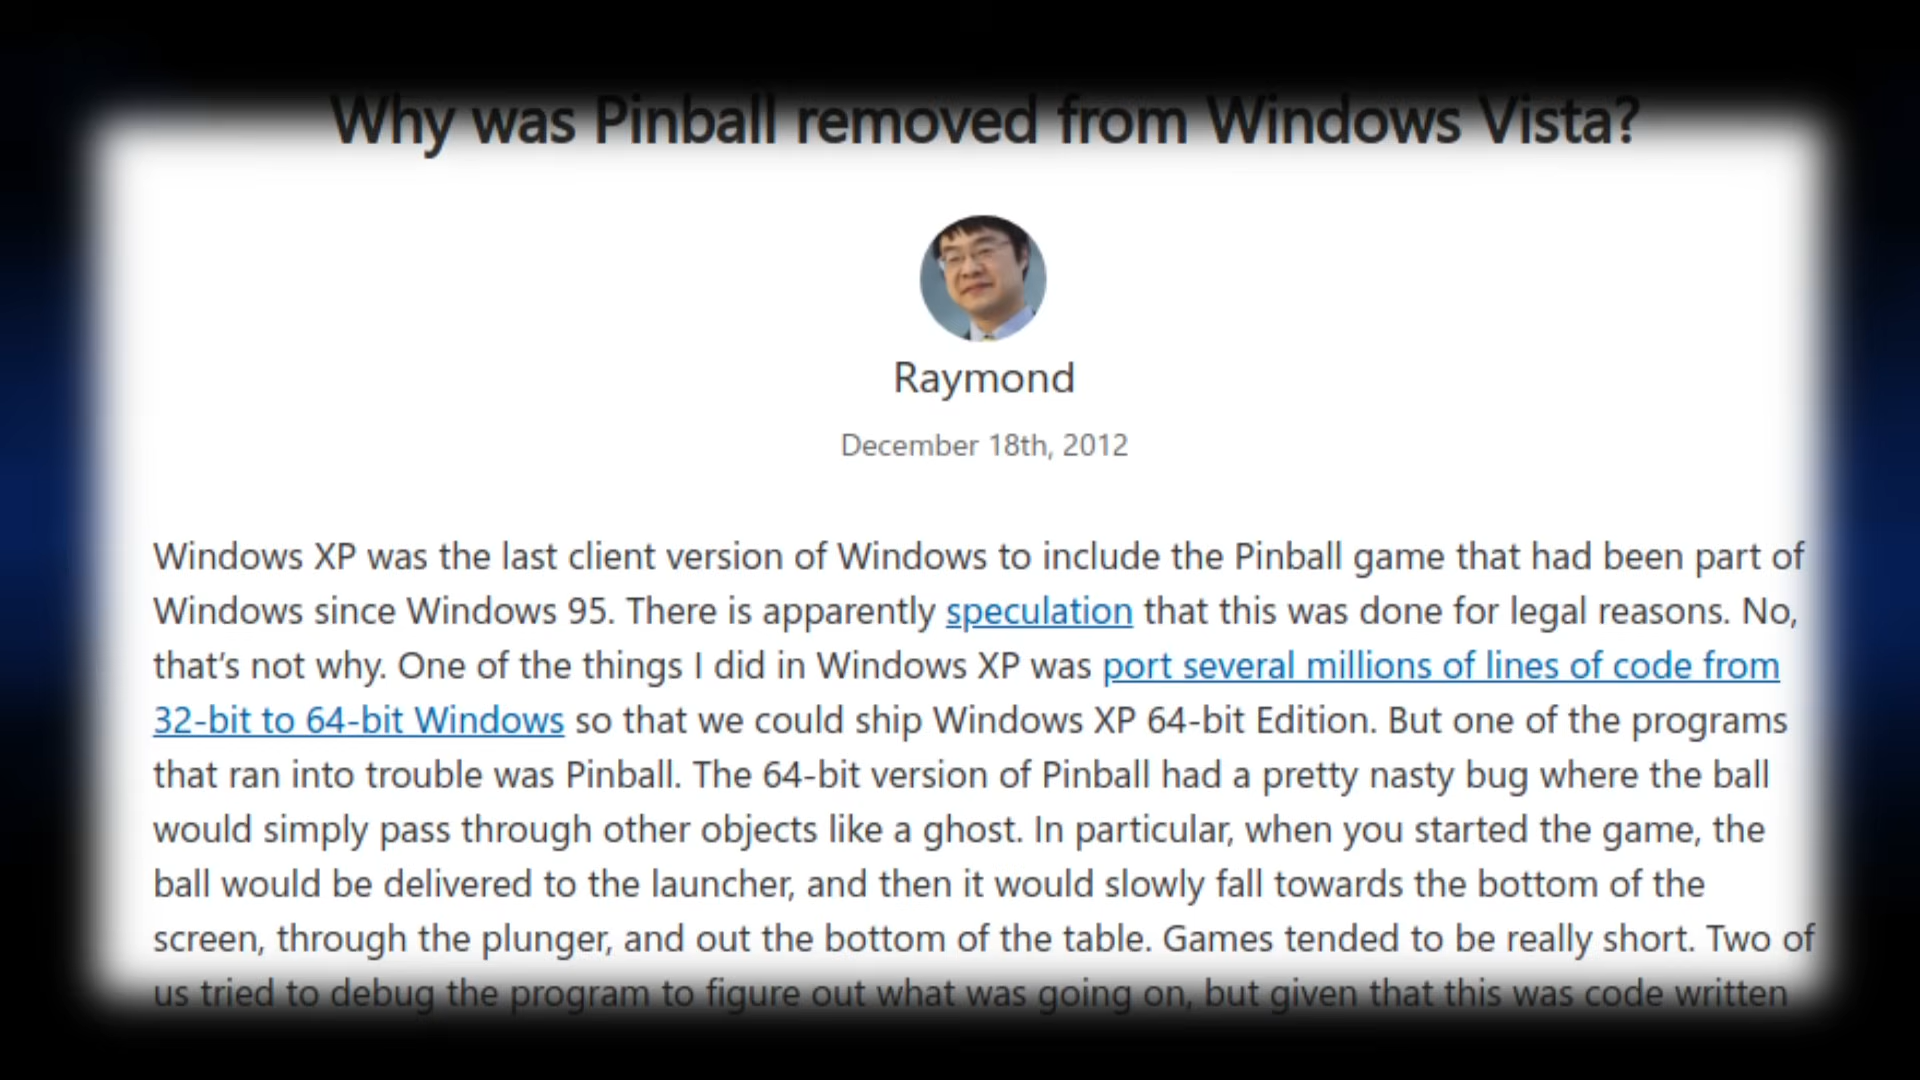 Why was Pinball removed from Windows Vista?
Raymond
December 18th, 2012
Windows XP was the last client version of Windows to include the Pinball game that had been part of
Windows since Windows 95. There is apparently speculation that this was done for legal reasons. No,
that’s not why. One of the things I did in Windows XP was port several millions of lines of code from
32-bit to 64-bit Windows so that we could ship Windows XP 64-bit Edition. But one of the programs
that ran into trouble was Pinball. The 64-bit version of Pinball had a pretty nasty bug where the ball
would simply pass through other objects like a ghost. In particular, when you started the game, the
ball would be delivered to the launcher, and then it would slowly fall towards the bottom of the
screen, through the plunger, and out the bottom of the table. Games tended to be really short. Two of
us tried to debug the program to figure out what was going on, but given that this was code written